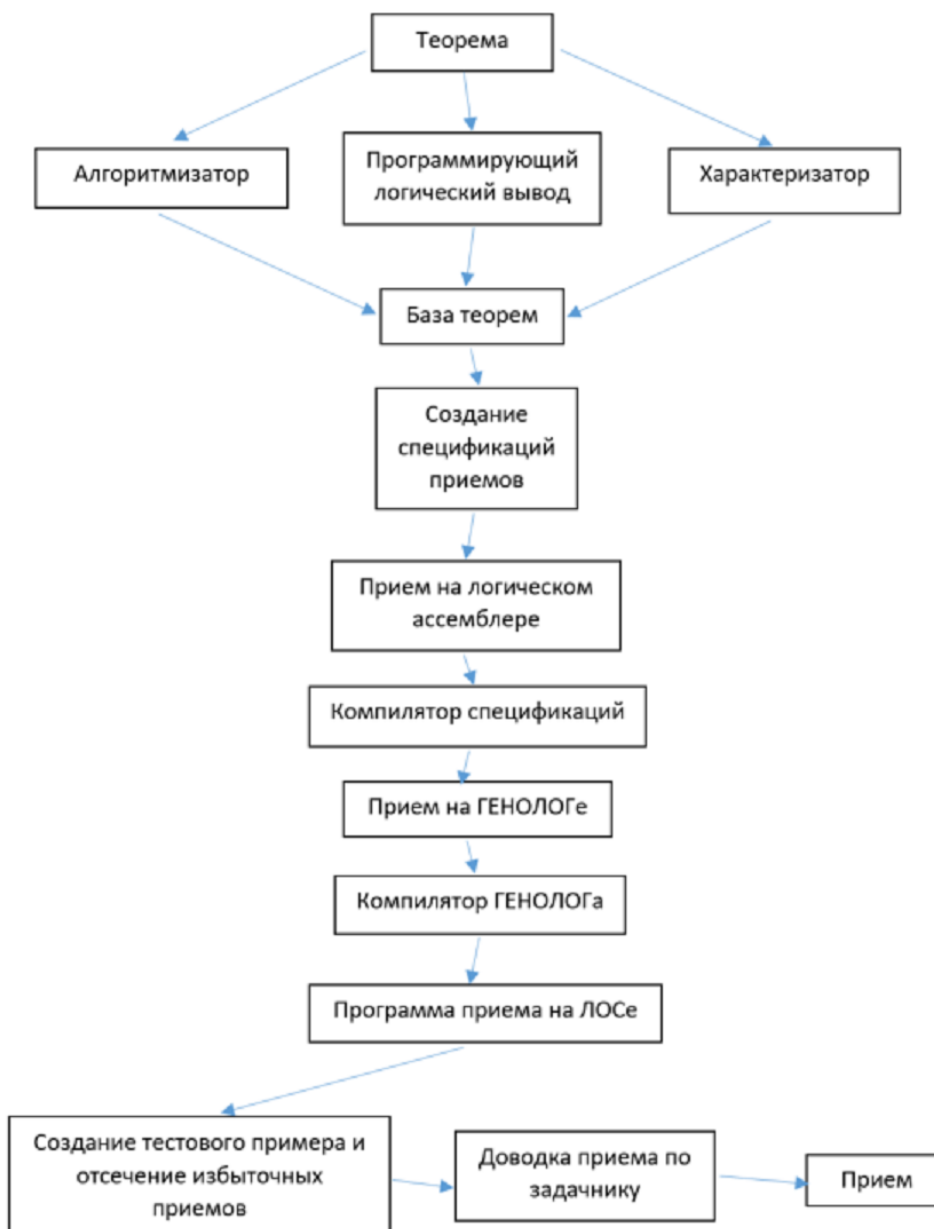 Теорема
Алгоритмизатор
Программирующий
логический вывод
Характеризатор
База теорем
Создание
спецификаций
приемов
Прием на логическом
ассемблере
Компилятор спецификаций
Прием на ГЕНОЛОГе
Компилятор ГЕНОЛОГа
Программа приема на ЛОСе
Создание тестового примера и
отсечение избыточных
приемов
Доводка приема по
задачнику
Прием